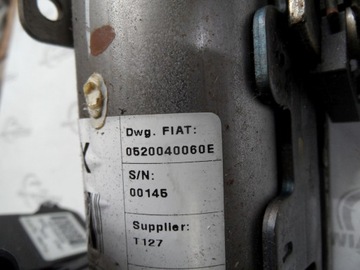 Dwg. FIAT:
0520040060E
S/N:
00145
Supplier:
T127